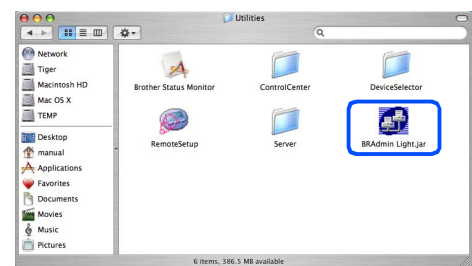 Utilities
Network
Tiger
Macintosh HD
Mac OS X
TEMP
Desktop
manual
Applications
Favorites
Documents
Movies
Music
Pictures
Brother Status Monitor
ControlCenter
DeviceSelector
RemoteSetup
Server
BRAdmin Light.jar
6 items, 386.5 MB available